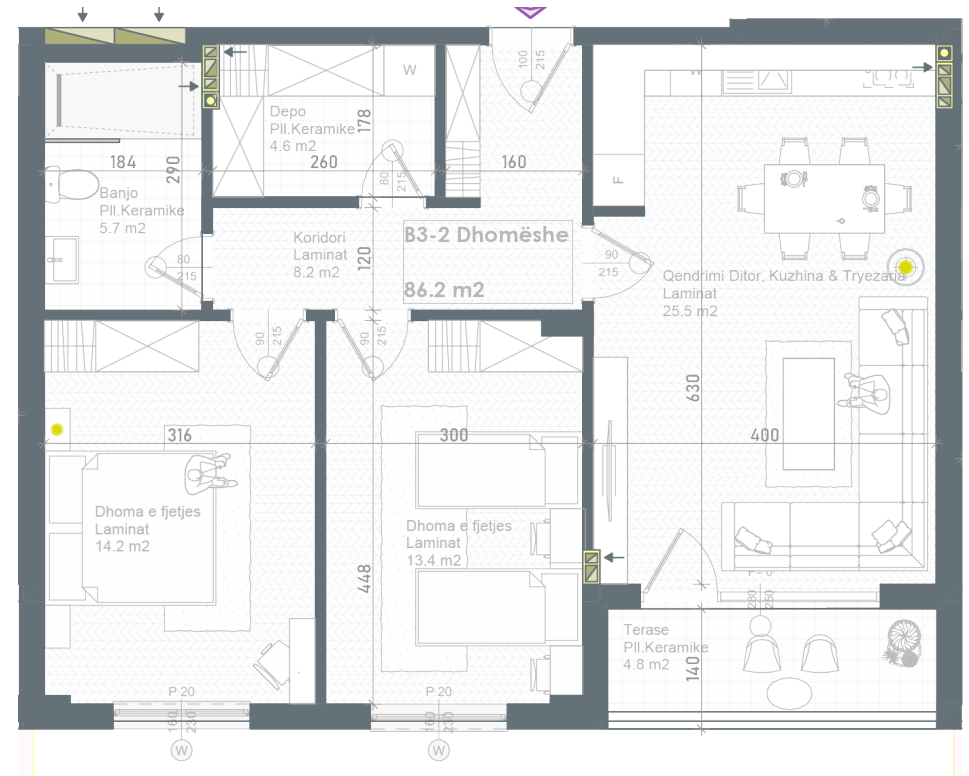 100
215
W
W
Depo
Pll.Keramike
4.6 m2
178
260
80
215
160
184
290
Banjo
Pll.Keramike
5.7 m2
80
215
F
Koridori
Laminat
8.2 m2
120
B3-2 Dhomëshe
86.2 m2
90
215
Qendrimi Ditor, Kuzhina & Tryezaria
Laminat
25.5 m2
90
215
90
215
630
400
316
300
Dhoma e fjetjes
Laminat
14.2 m2
Dhoma e fjetjes
Laminat
13.4 m2
448
280
250
Terase
Pll.Keramike
4.8 m2
140
P 20
160
230
W
P 20
160
230
W